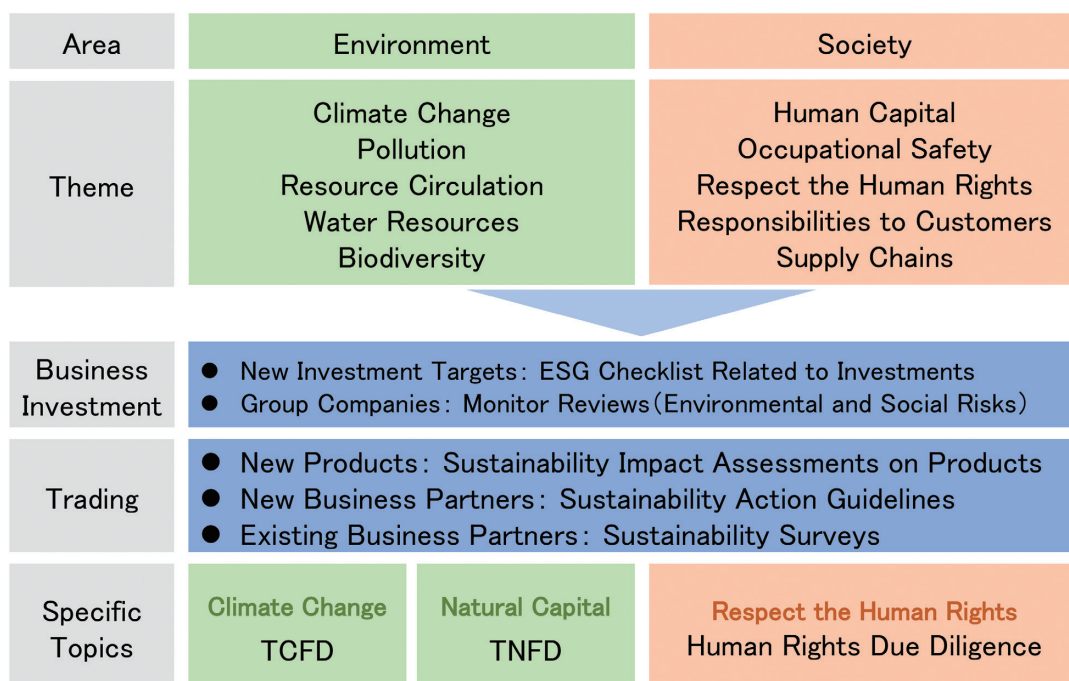 Area
Environment
Society
Theme
Climate Change
Pollution
Resource Circulation
Water Resources
Biodiversity
Human Capital
Occupational Safety
Respect the Human Rights
Responsibilities to Customers
Supply Chains
Business
Investment
● New Investment Targets: ESG Checklist Related to Investments
● Group Companies: Monitor Reviews(Environmental and Social Risks)
Trading
● New Products: Sustainability Impact Assessments on Products
● New Business Partners: Sustainability Action Guidelines
● Existing Business Partners: Sustainability Surveys
Specific
Topics
Climate Change
TCFD
Natural Capital
TNFD
Respect the Human Rights
Human Rights Due Diligence